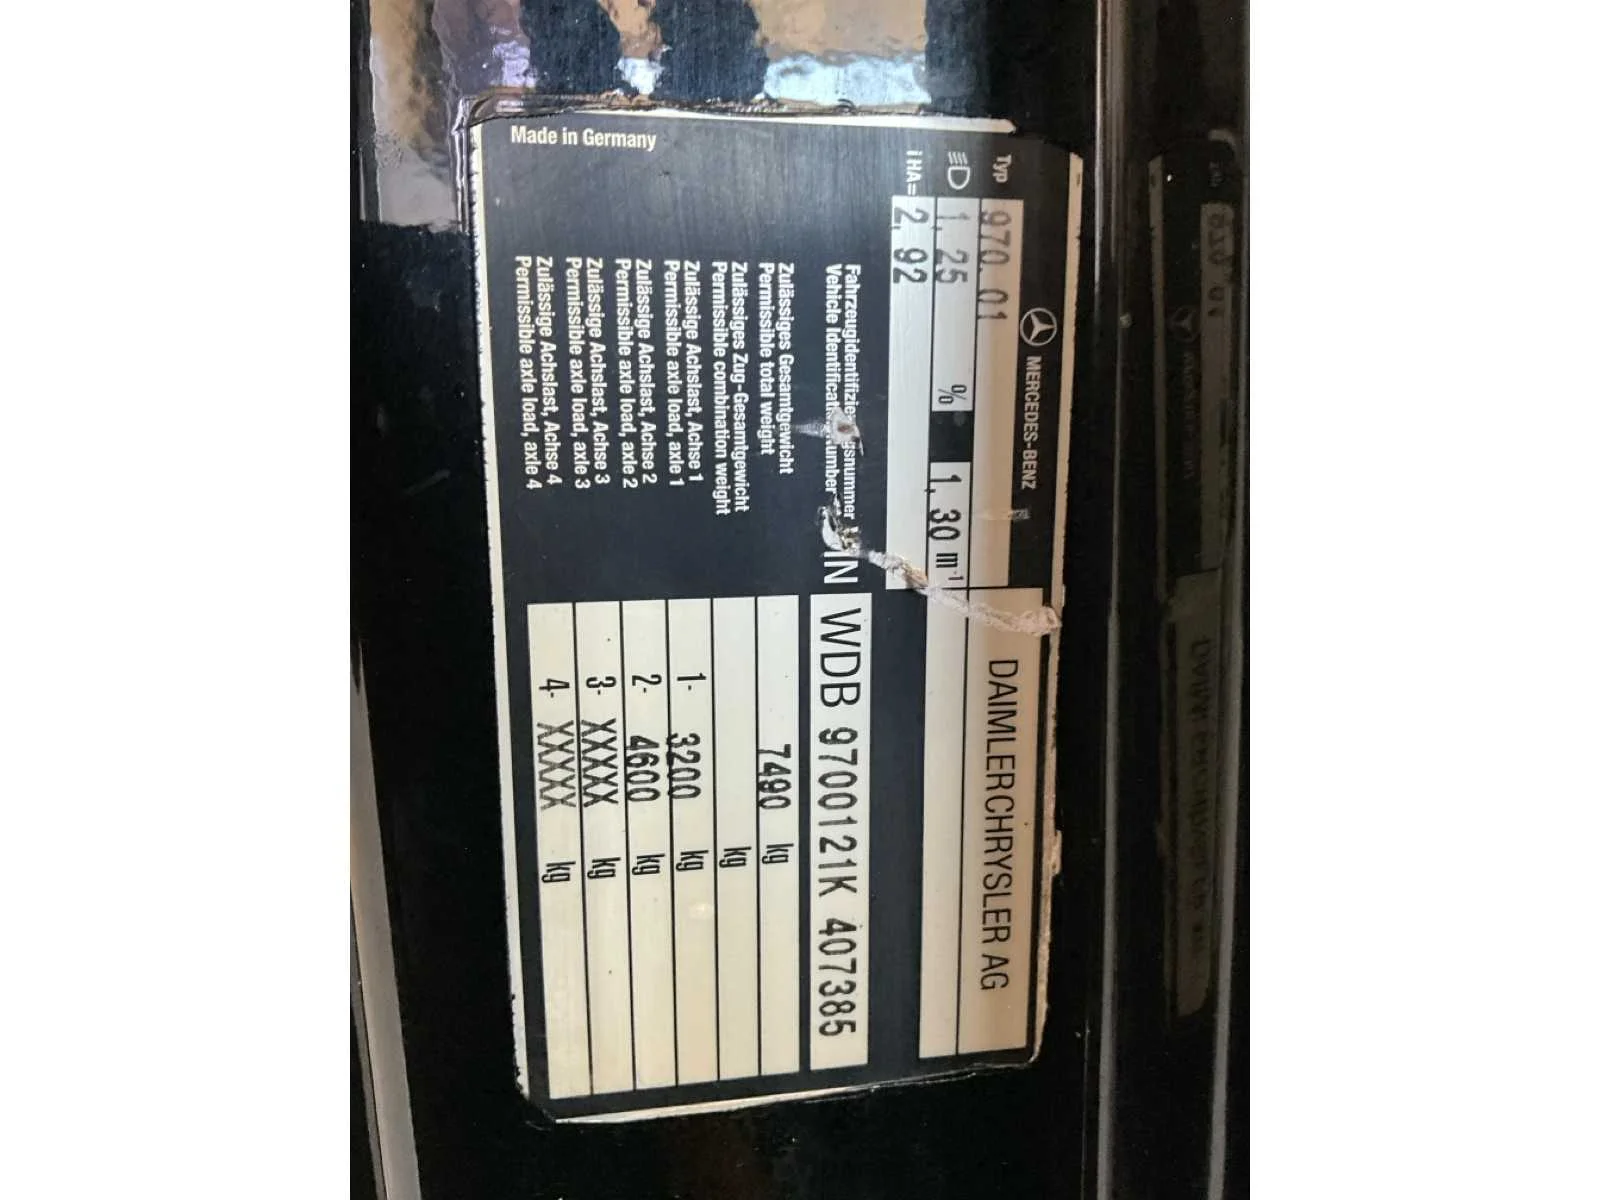 MERCEDES-BENZ
DAIMLERCHRYSLER AG
Typ 970.01
1,25 % 1,30 m-1
i HA= 2,92
Fahrzeugidentifizierungsnummer
Vehicle Identification Number
VIN WDB 9700121K 407385
Zulässiges Gesamtgewicht
Permissible total weight
7490 kg
Zulässiges Zug-Gesamtgewicht
Permissible combination weight
kg
Zulässige Achslast, Achse 1
Permissible axle load, axle 1
1- 3200 kg
Zulässige Achslast, Achse 2
Permissible axle load, axle 2
2- 4600 kg
Zulässige Achslast, Achse 3
Permissible axle load, axle 3
3- XXXXX kg
Zulässige Achslast, Achse 4
Permissible axle load, axle 4
4- XXXXX kg
Made in Germany